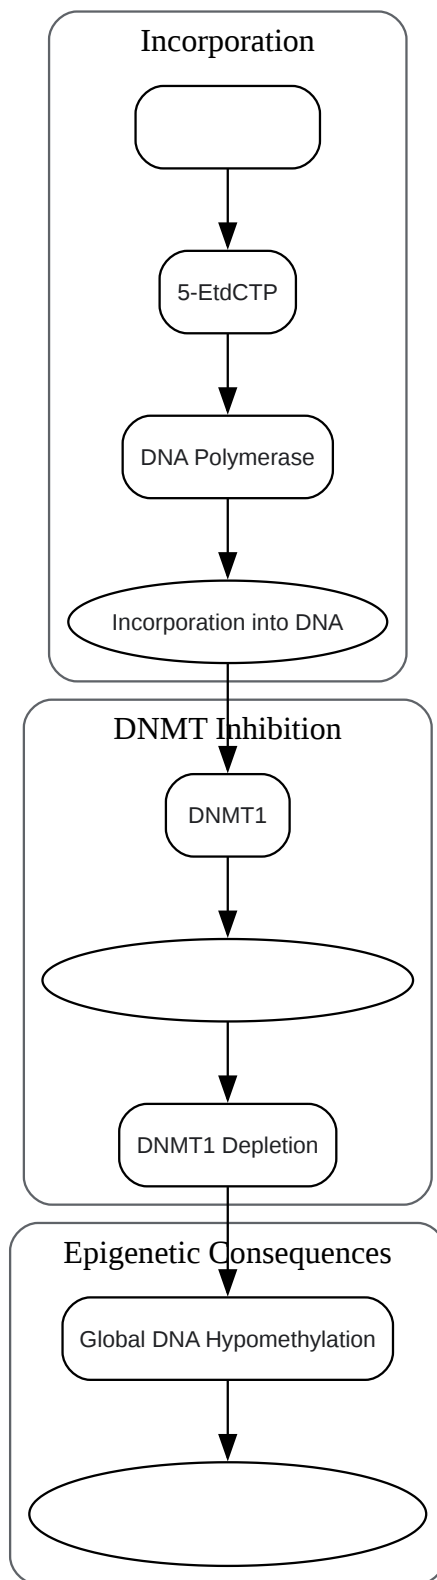 Incorporation
5-EtdCTP
DNA Polymerase
Incorporation into DNA
DNMT Inhibition
DNMT1
DNMT1 Depletion
Epigenetic Consequences
Global DNA Hypomethylation